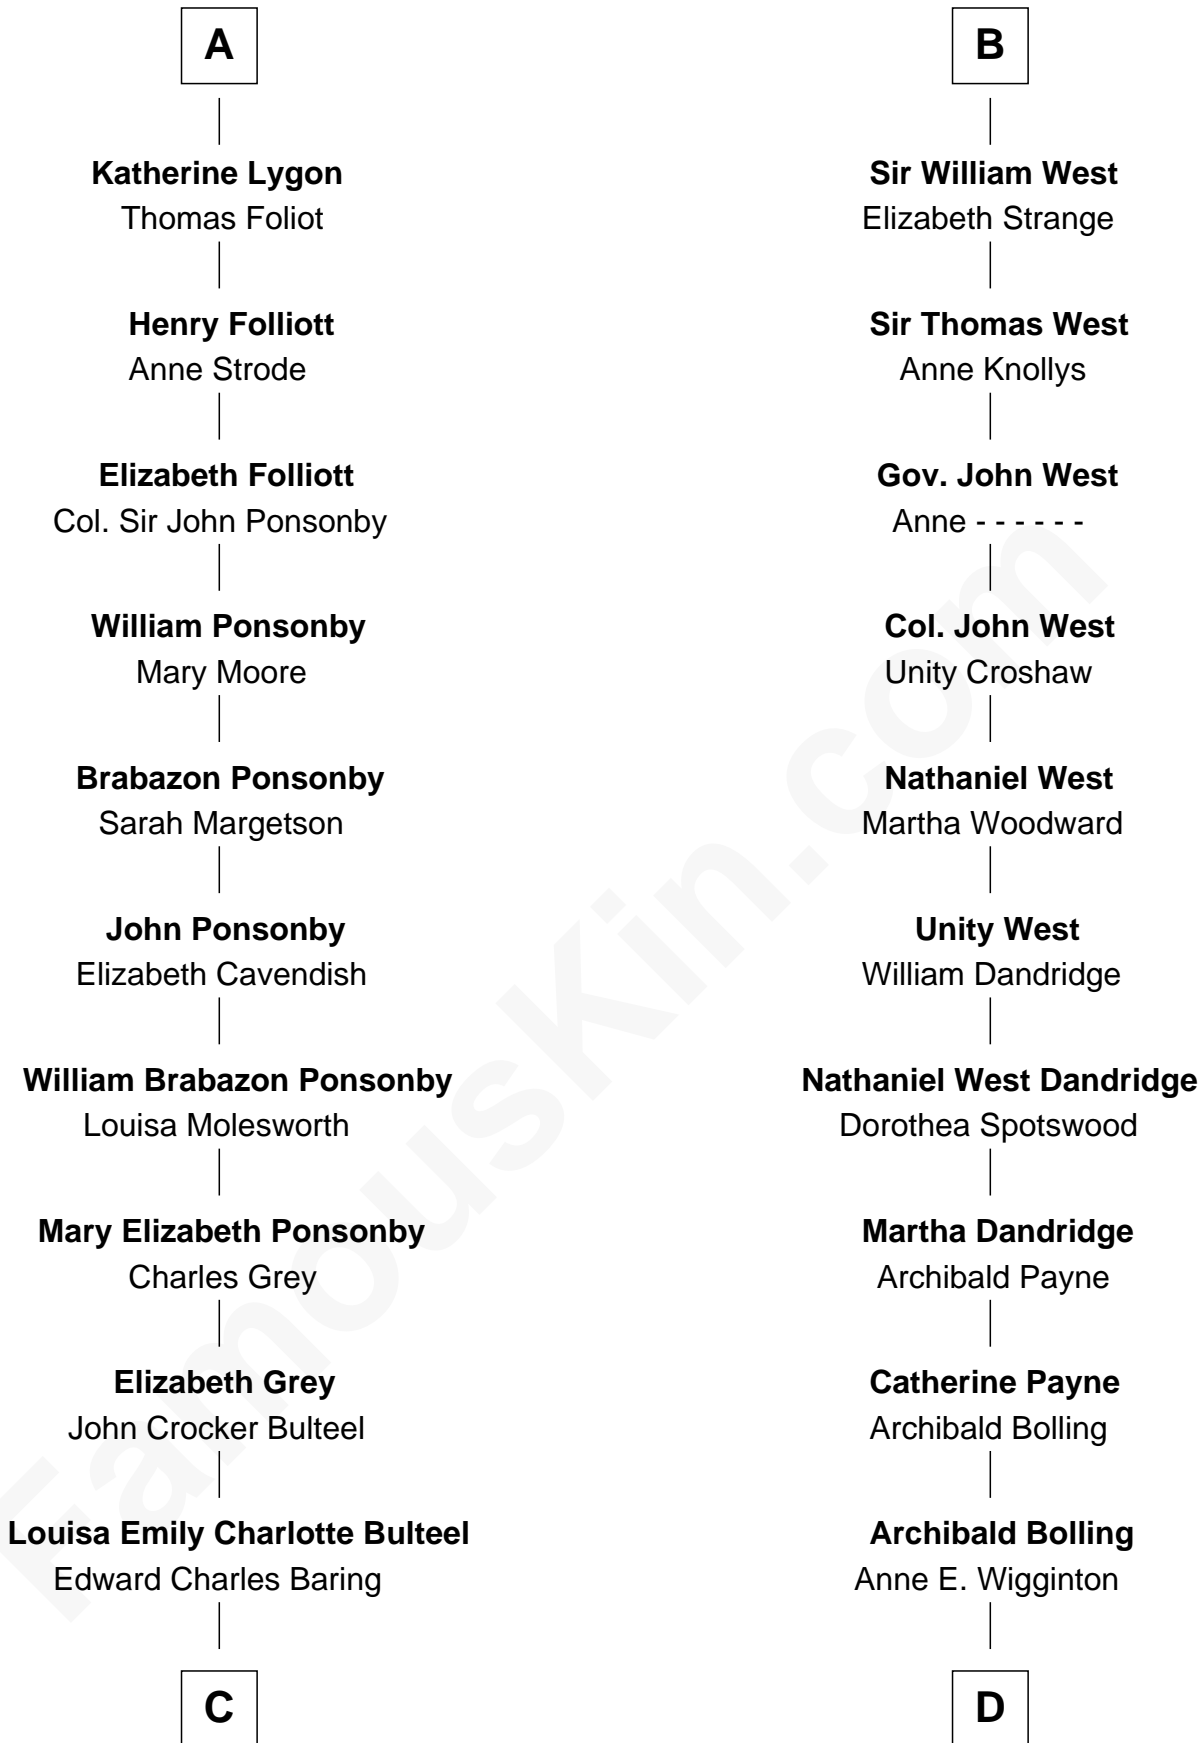 A
Katherine Lygon
Thomas Foliot
Henry Folliott
Anne Strode
Elizabeth Folliott
Col. Sir John Ponsonby
William Ponsonby
Mary Moore
Brabazon Ponsonby
Sarah Margetson
John Ponsonby
Elizabeth Cavendish
William Brabazon Ponsonby
Louisa Molesworth
Mary Elizabeth Ponsonby
Charles Grey
Elizabeth Grey
John Crocker Bulteel
Louisa Emily Charlotte Bulteel
Edward Charles Baring
C
B
Sir William West
Elizabeth Strange
Sir Thomas West
Anne Knollys
Gov. John West
Anne - - - - - -
Col. John West
Unity Croshaw
Nathaniel West
Martha Woodward
Unity West
William Dandridge
Nathaniel West Dandridge
Dorothea Spotswood
Martha Dandridge
Archibald Payne
Catherine Payne
Archibald Bolling
Archibald Bolling
Anne E. Wigginton
D
FamousKin.com